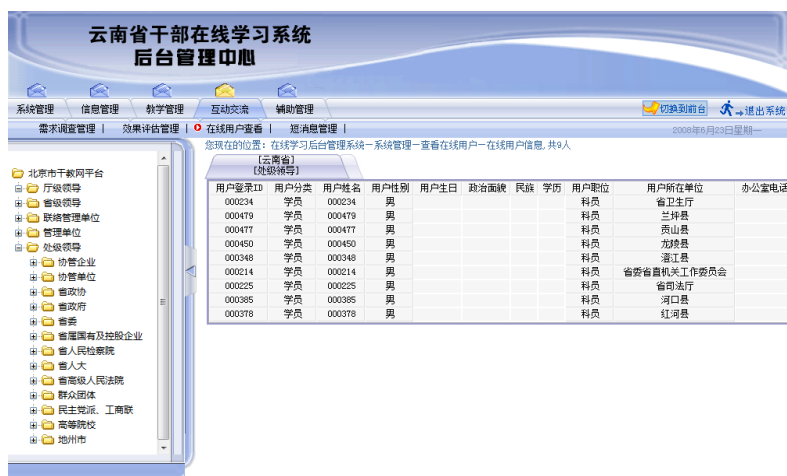 云南省干部在线学习系统
后台管理中心
系统管理 信息管理 教学管理 互动交流 辅助管理 切换到前台 退出系统
需求调查管理 | 效果评估管理 | 在线用户查看 | 短消息管理 | 2008年6月23日星期一
您现在的位置：在线学习后台管理系统－系统管理－查看在线用户－在线用户信息,共9人
[云南省]
[处级领导]
北京市干教网平台
厅级领导
省级领导
联络管理单位
管理单位
处级领导
协管企业
协管单位
省政协
省政府
省委
省属国有及控股企业
省人民检察院
省人大
省高级人民法院
群众团体
民主党派、工商联
高等院校
地州市
用户登录ID 用户分类 用户姓名 用户性别 用户生日 政治面貌 民族 学历 用户职位 用户所在单位 办公室电话
000234 学员 000234 男 科员 省卫生厅
000479 学员 000479 男 科员 兰坪县
000477 学员 000477 男 科员 贡山县
000450 学员 000450 男 科员 龙陵县
000348 学员 000348 男 科员 澄江县
000214 学员 000214 男 科员 省委省直机关工作委员会
000225 学员 000225 男 科员 省司法厅
000385 学员 000385 男 科员 河口县
000378 学员 000378 男 科员 红河县